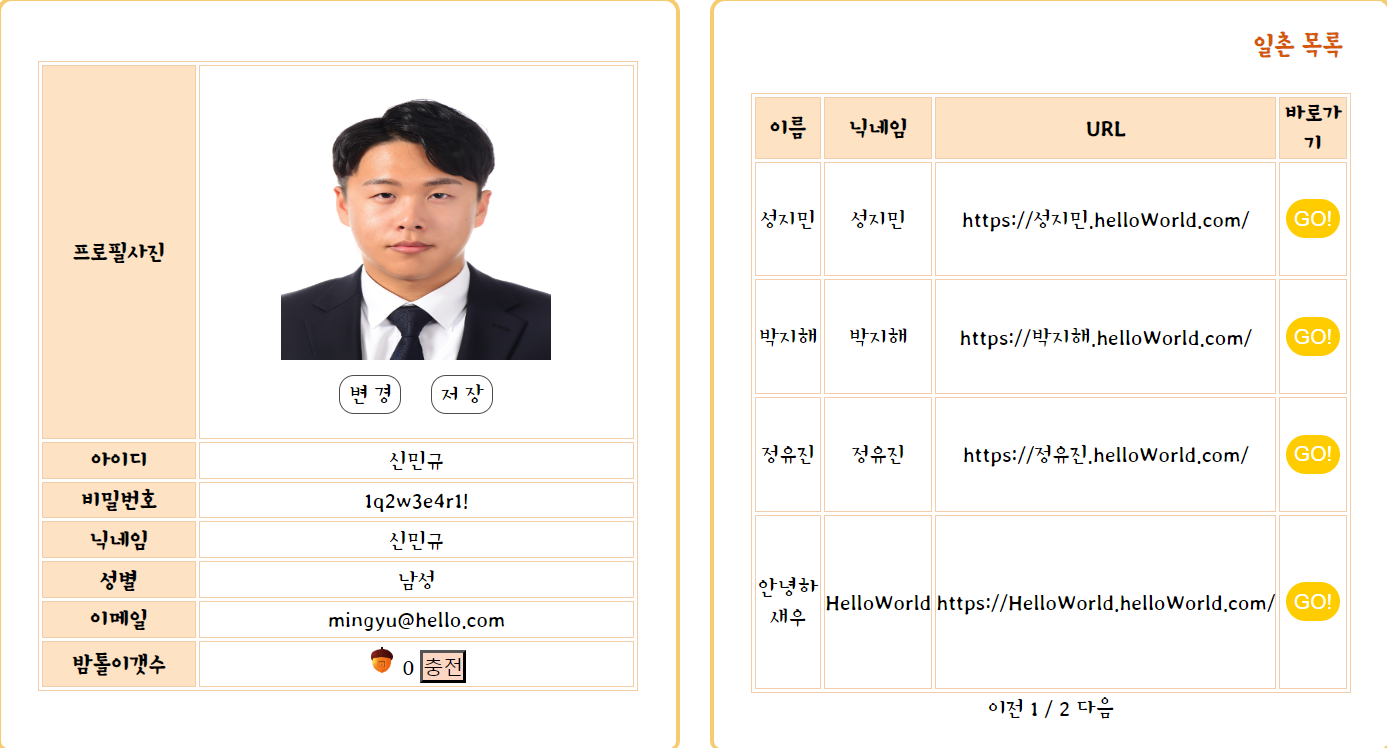 프로필사진
변 경 저 장
아이디 신민규
비밀번호 1q2w3e4r1!
닉네임 신민규
성별 남성
이메일 mingyu@hello.com
밤톨이갯수 0 충전
일촌 목록
이름 닉네임 URL 바로가
기
성지민 성지민 https://성지민.helloWorld.com/ GO!
박지해 박지해 https://박지해.helloWorld.com/ GO!
정유진 정유진 https://정유진.helloWorld.com/ GO!
안녕하
새우 HelloWorld https://HelloWorld.helloWorld.com/ GO!
이전 1 / 2 다음